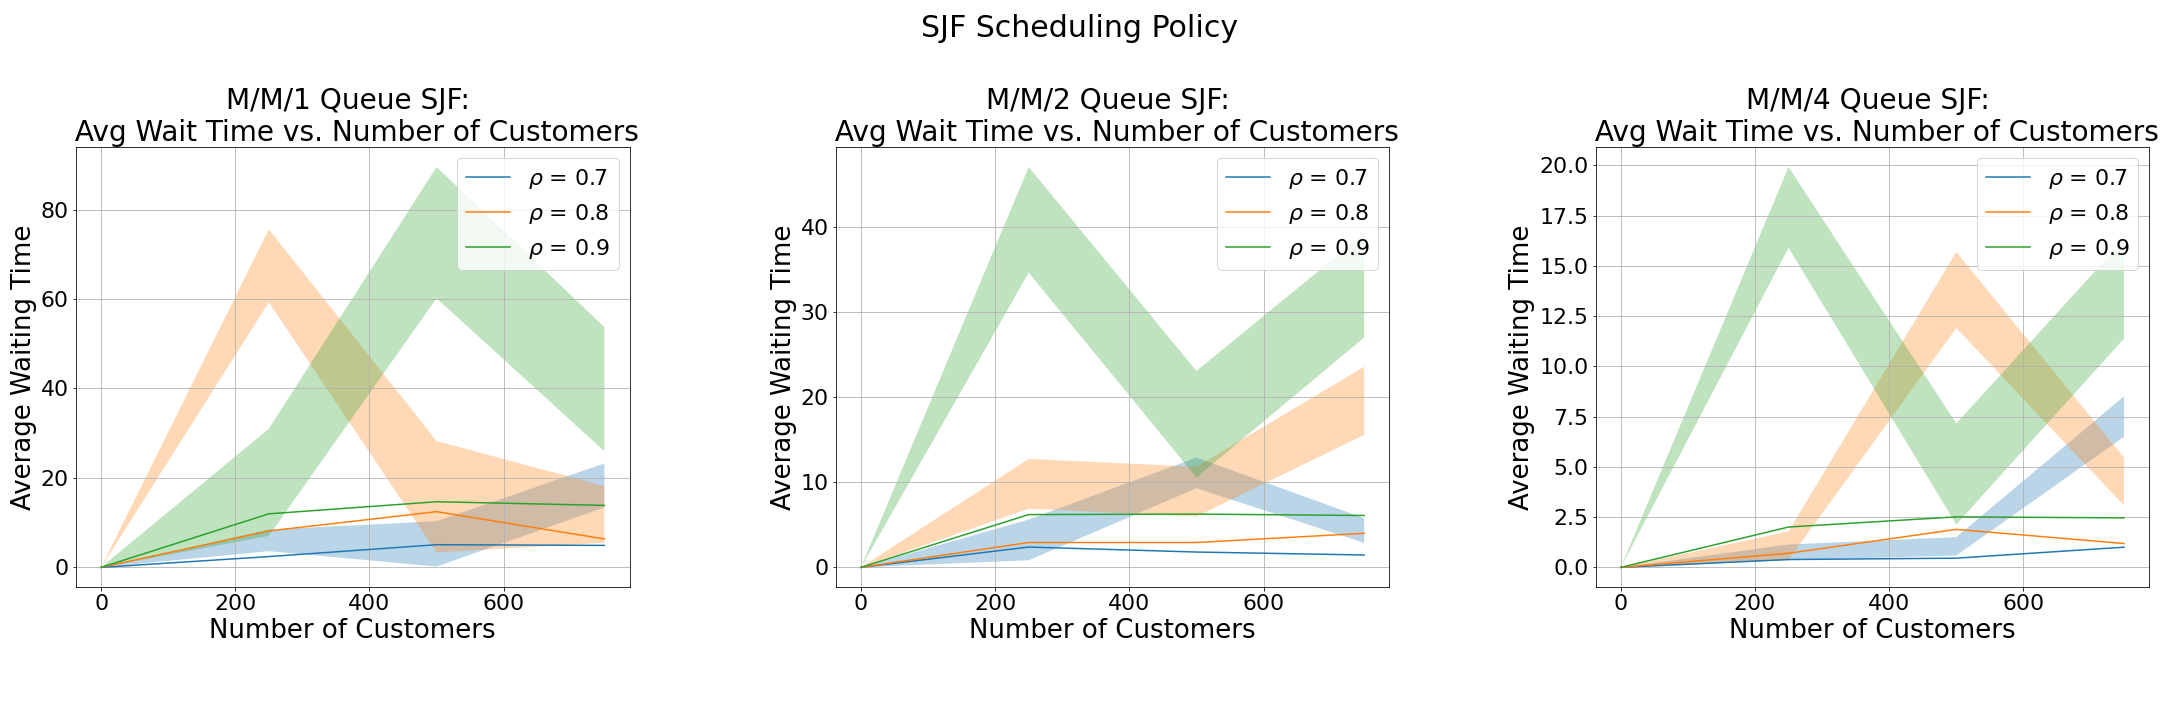 SJF Scheduling Policy
M/M/1 Queue SJF:
Avg Wait Time vs. Number of Customers
Average Waiting Time
80
60
40
20
0
0 200 400 600
Number of Customers
ρ = 0.7
ρ = 0.8
ρ = 0.9
M/M/2 Queue SJF:
Avg Wait Time vs. Number of Customers
Average Waiting Time
40
30
20
10
0
0 200 400 600
Number of Customers
ρ = 0.7
ρ = 0.8
ρ = 0.9
M/M/4 Queue SJF:
Avg Wait Time vs. Number of Customers
Average Waiting Time
20.0
17.5
15.0
12.5
10.0
7.5
5.0
2.5
0.0
0 200 400 600
Number of Customers
ρ = 0.7
ρ = 0.8
ρ = 0.9